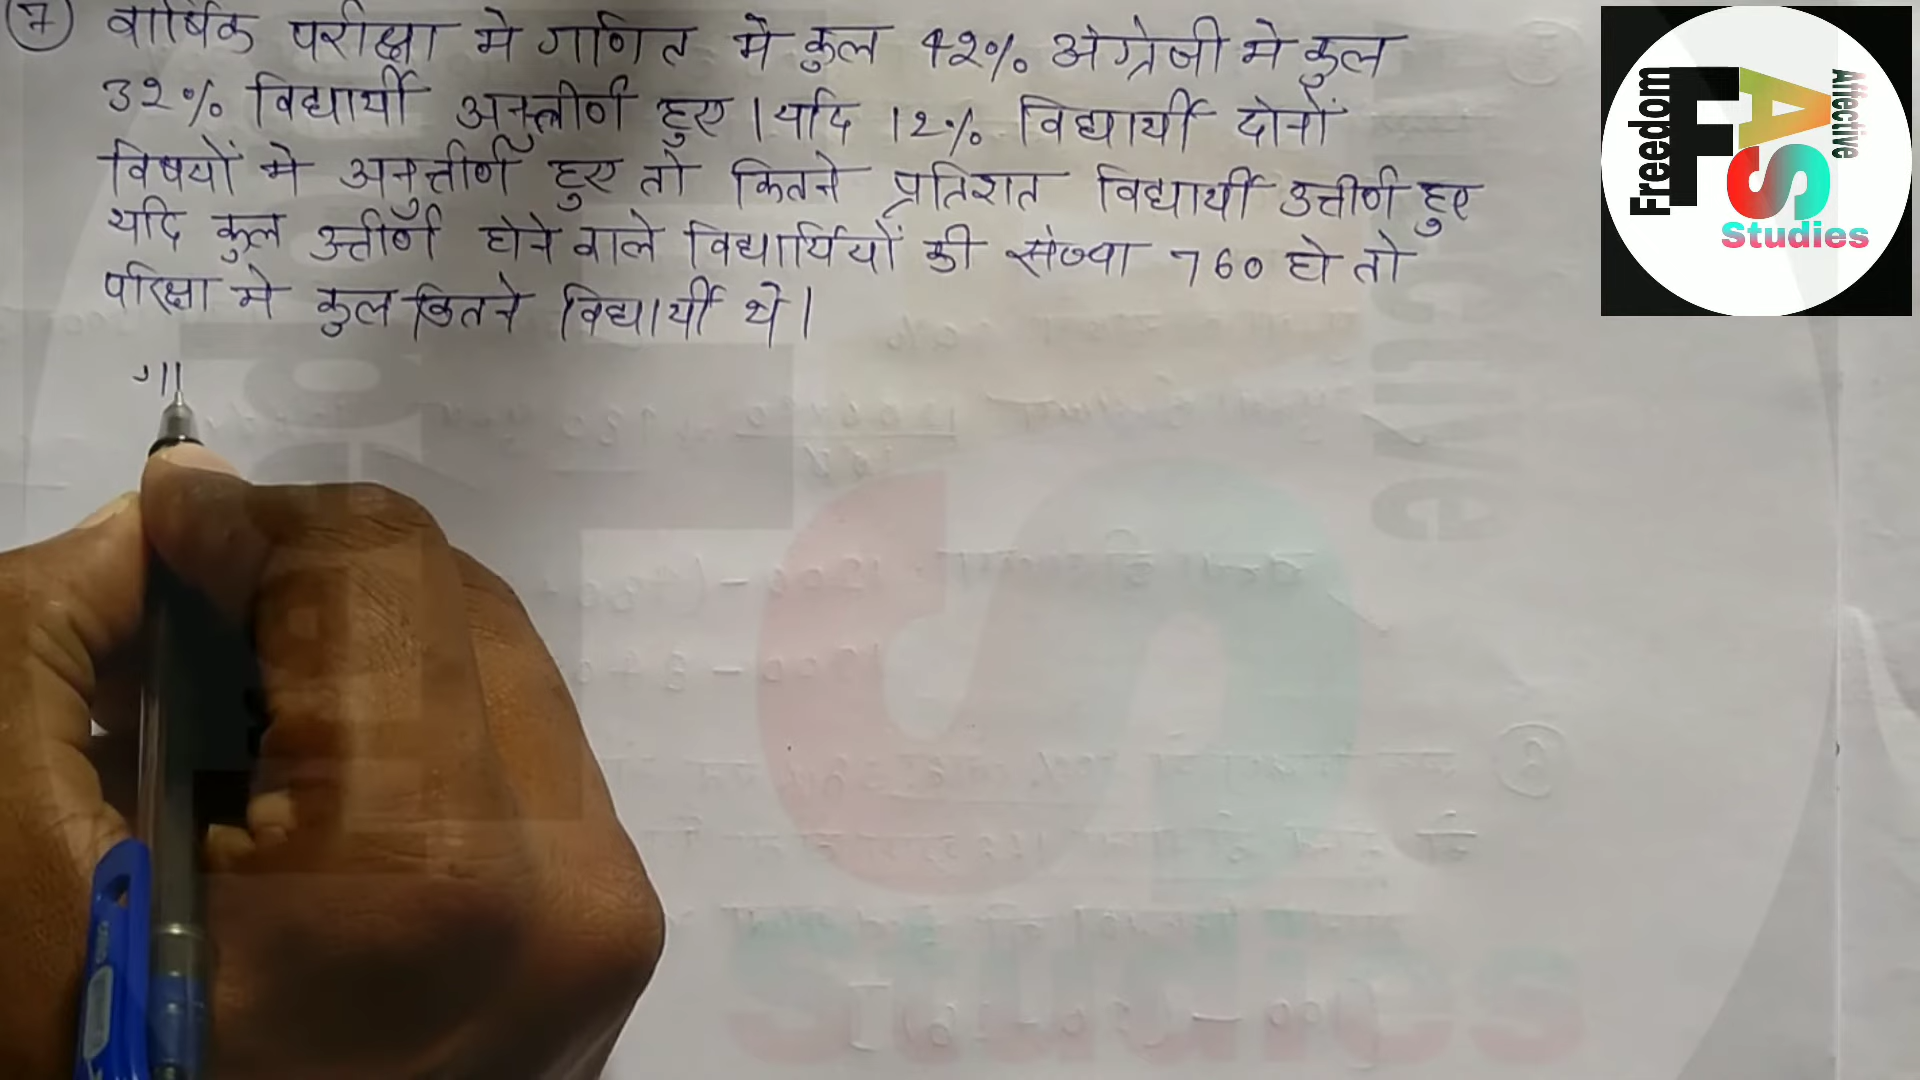 7 वार्षिक परीक्षा मे गणित मे कुल 42% अंग्रेजी मे कुल
32% विद्यार्थी अनुत्तीर्ण हुए। यदि 12% विद्यार्थी दोनों
विषयों मे अनुत्तीर्ण हुए तो कितने प्रतिशत विद्यार्थी उत्तीर्ण हुए
यदि कुल उत्तीर्ण होने वाले विद्यार्थियों की संख्या 760 हो तो
परिक्षा मे कुल कितने विद्यार्थी थे।
Freedom
F
A
S
Affective
Studies